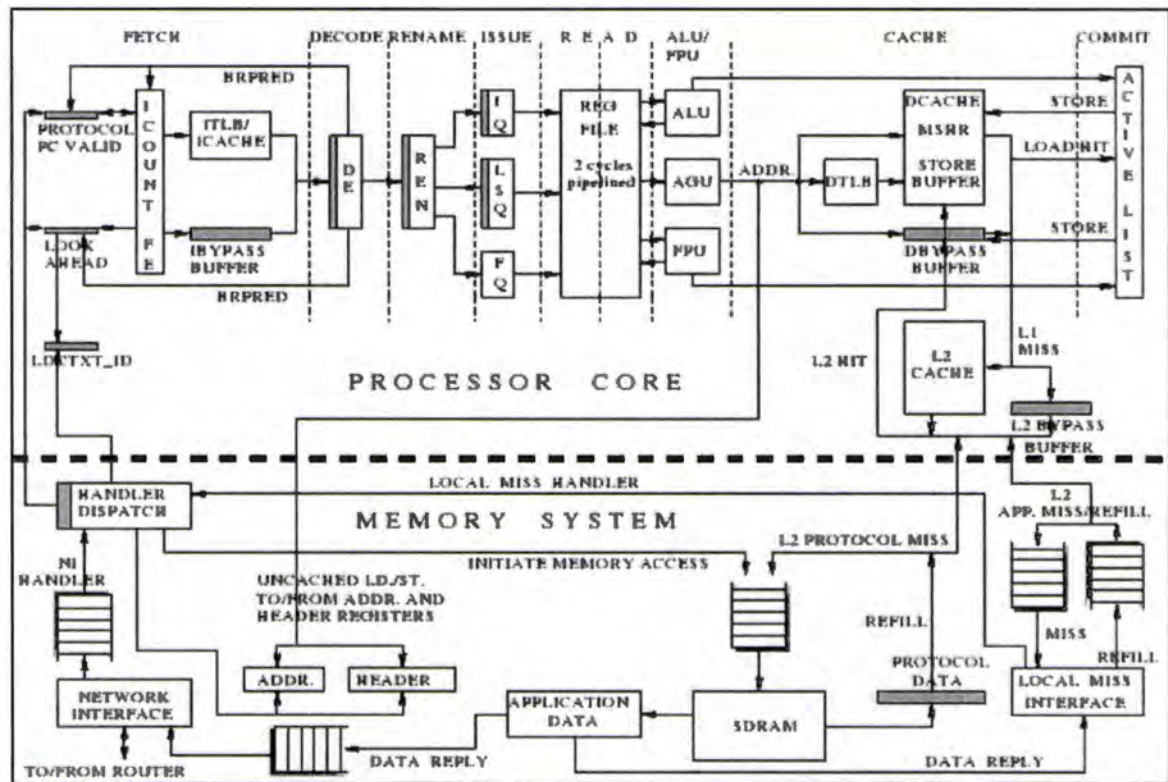 FETCH
DECODE
RENAME
ISSUE
R E A D
ALU/
FPU
CACHE
COMMIT
BRPRED
PROTOCOL
PC VALID
ICOUNT FE
ITLB/
ICACHE
LOOK
AHEAD
IBYPASS
BUFFER
BRPRED
DE
REN
IQ
LSQ
FQ
REG
FILE
2 cycles
pipelined
ALU
AGU
FPU
ADDR.
DTLB
DCACHE
MSHR
STORE
BUFFER
DBYPASS
BUFFER
STORE
LOAD HIT
STORE
ACTIVE LIST
LDCTXT_ID
PROCESSOR CORE
L2 HIT
L2
CACHE
L1
MISS
L2 BYPASS
BUFFER
HANDLER
DISPATCH
LOCAL MISS HANDLER
MEMORY SYSTEM
INITIATE MEMORY ACCESS
L2 PROTOCOL MISS
L2
APP. MISS/REFILL
NI
HANDLER
UNCACHED LD./ST.
TO/FROM ADDR. AND
HEADER REGISTERS
REFILL
MISS
REFILL
ADDR.
HEADER
PROTOCOL
DATA
LOCAL MISS
INTERFACE
NETWORK
INTERFACE
APPLICATION
DATA
SDRAM
DATA REPLY
DATA REPLY
TO/FROM ROUTER